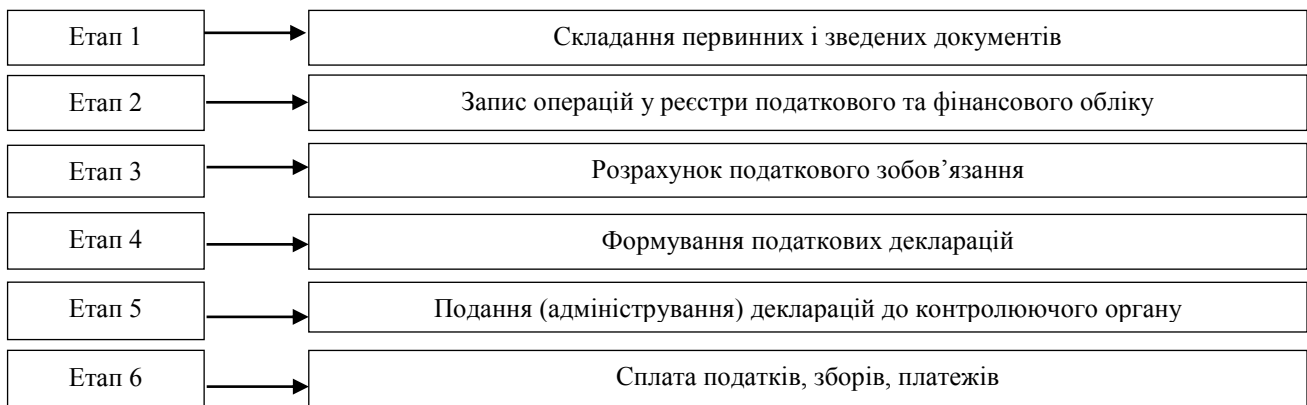 Етап 1
Складання первинних і зведених документів
Етап 2
Запис операцій у реєстри податкового та фінансового обліку
Етап 3
Розрахунок податкового зобов’язання
Етап 4
Формування податкових декларацій
Етап 5
Подання (адміністрування) декларацій до контролюючого органу
Етап 6
Сплата податків, зборів, платежів